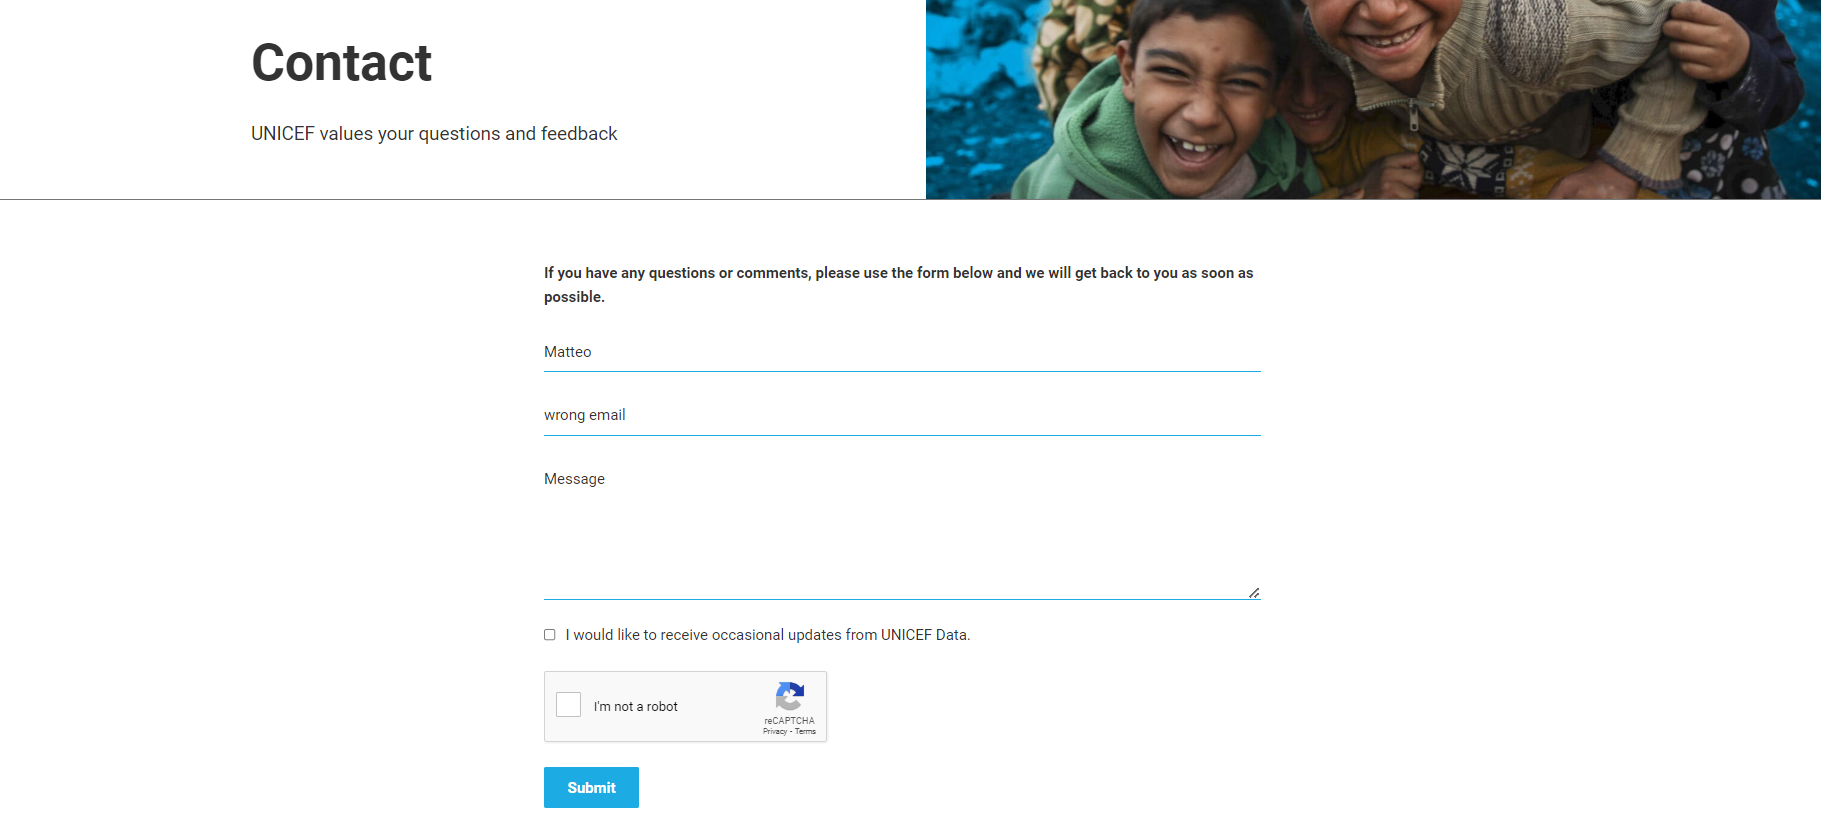 Contact
UNICEF values your questions and feedback
If you have any questions or comments, please use the form below and we will get back to you as soon as
possible.
Matteo
wrong email
Message
I would like to receive occasional updates from UNICEF Data.
I'm not a robot
reCAPTCHA
Privacy - Terms
Submit